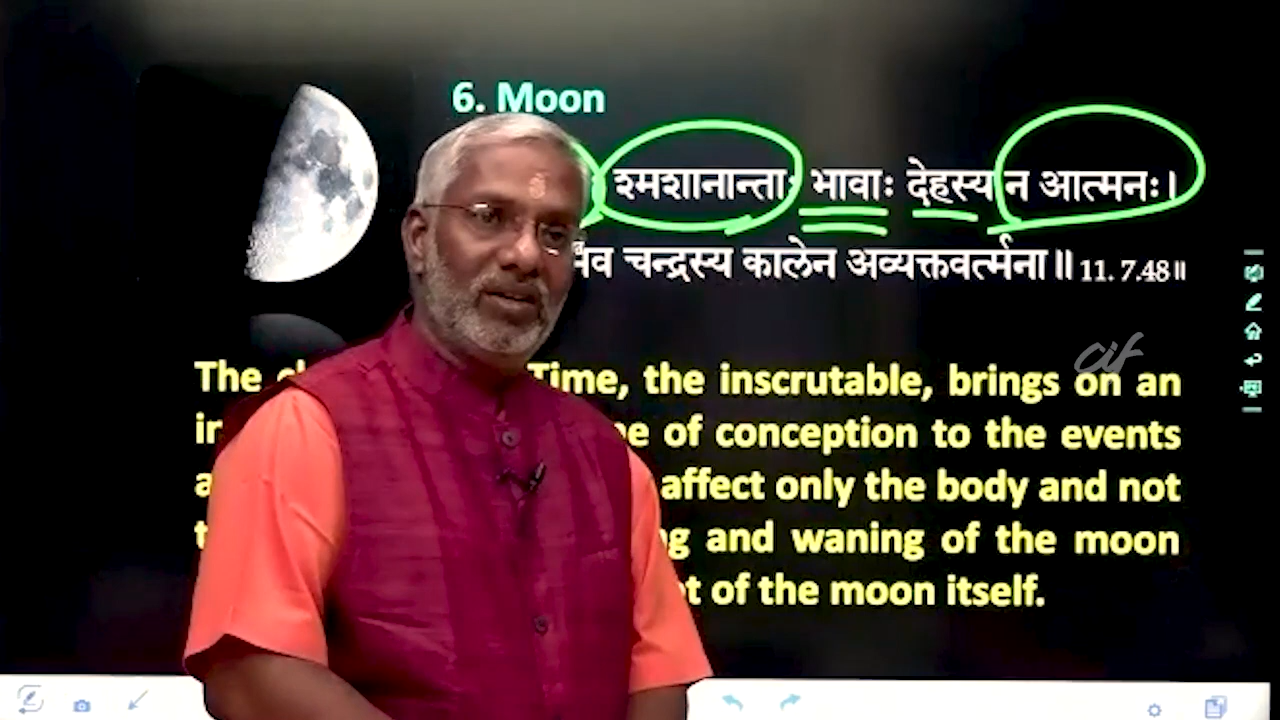 6. Moon
श्मशानान्ताः भावाः देहस्य न आत्मनः।
चन्द्रस्य कालेन अव्यक्तवर्त्मना॥ 11. 7.48॥
cif
The Time, the inscrutable, brings on an
of conception to the events
affect only the body and not
and waning of the moon
of the moon itself.